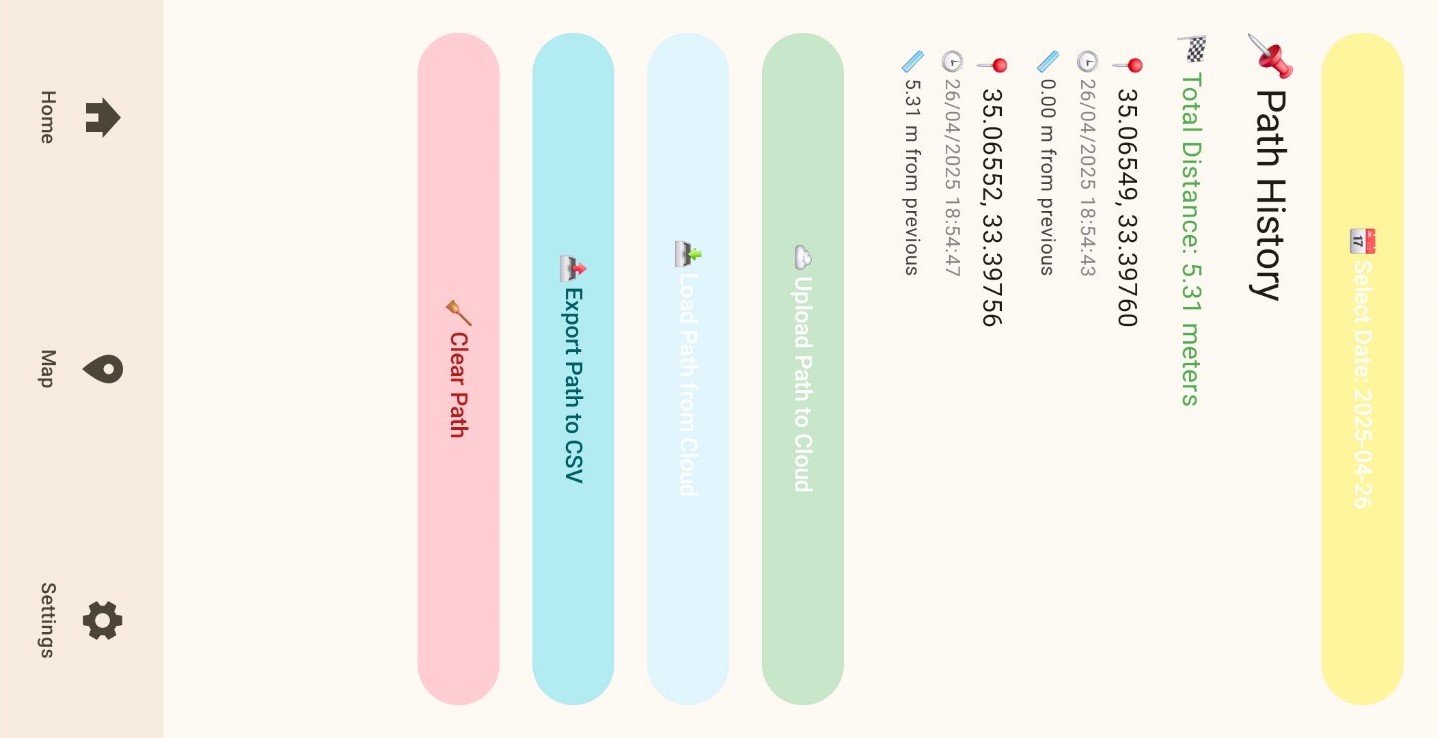 Select Date: 2025-04-26
Path History
Total Distance: 5.31 meters
35.06549, 33.39760
26/04/2025 18:54:43
0.00 m from previous
35.06552, 33.39756
26/04/2025 18:54:47
5.31 m from previous
Upload Path to Cloud
Load Path from Cloud
Export Path to CSV
Clear Path
Home
Map
Settings